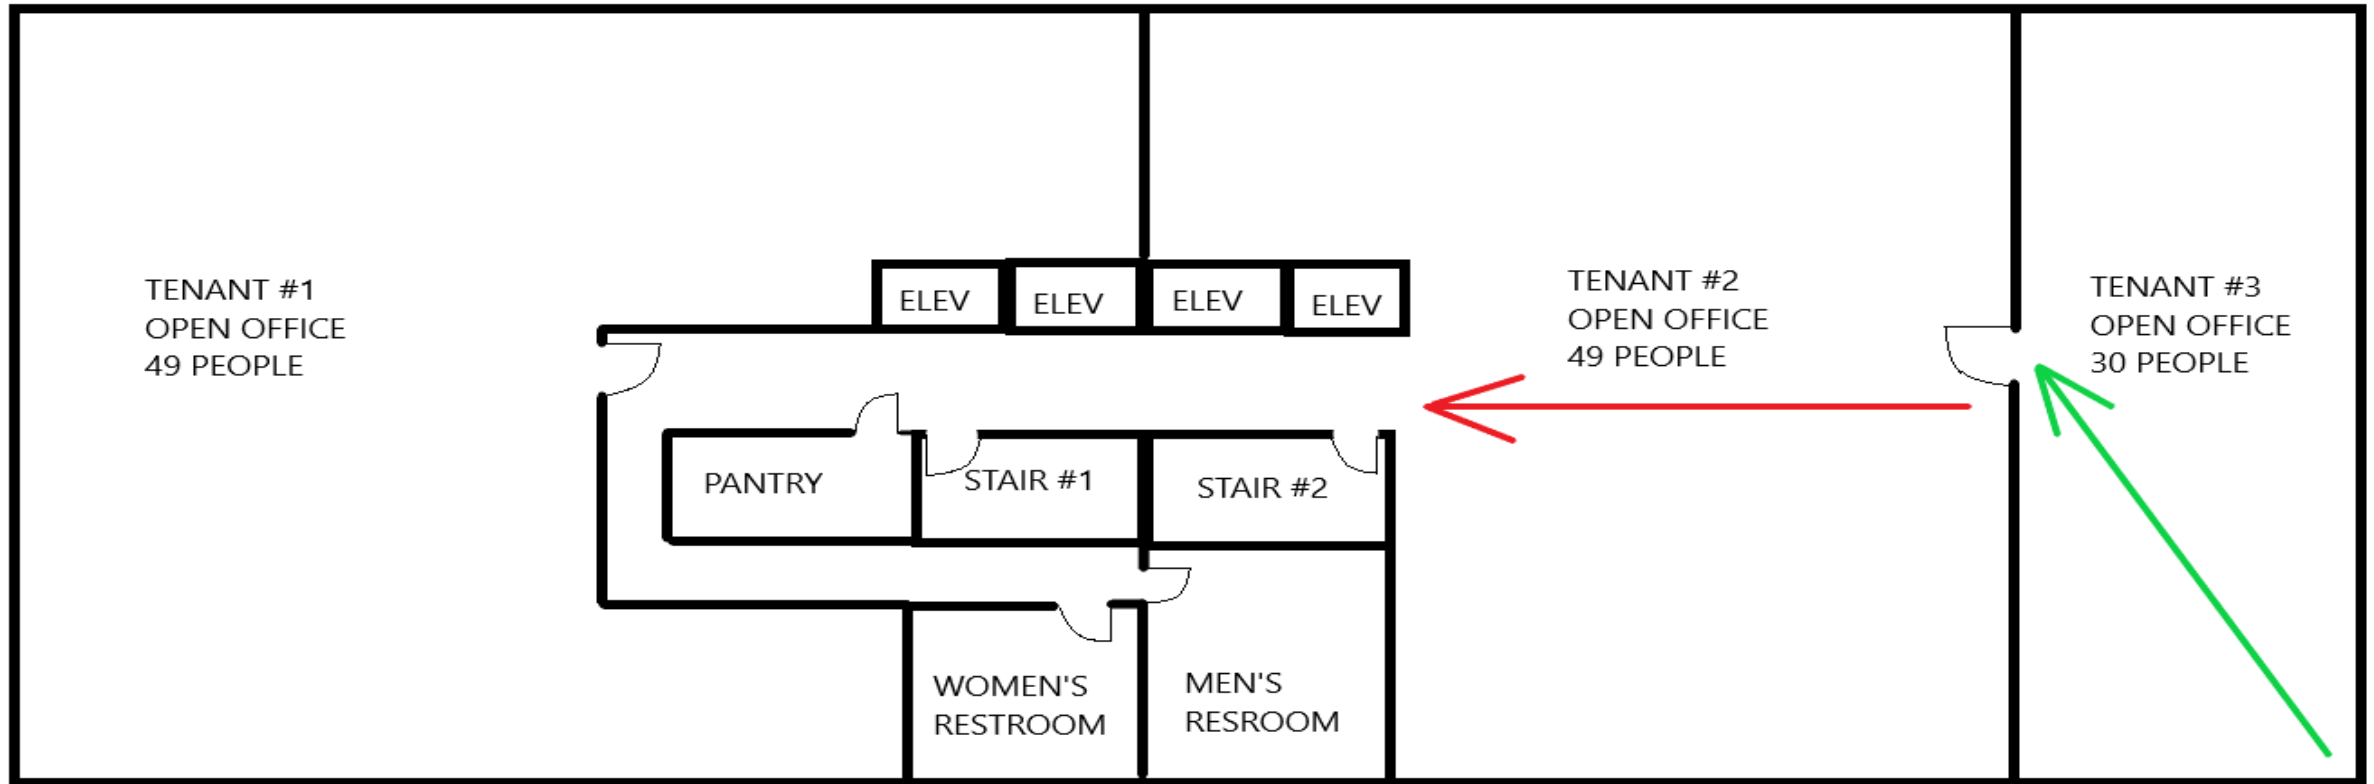 TENANT #1
OPEN OFFICE
49 PEOPLE
ELEV
ELEV
ELEV
ELEV
TENANT #2
OPEN OFFICE
49 PEOPLE
TENANT #3
OPEN OFFICE
30 PEOPLE
PANTRY
STAIR #1
STAIR #2
WOMEN'S
RESTROOM
MEN'S
RESROOM